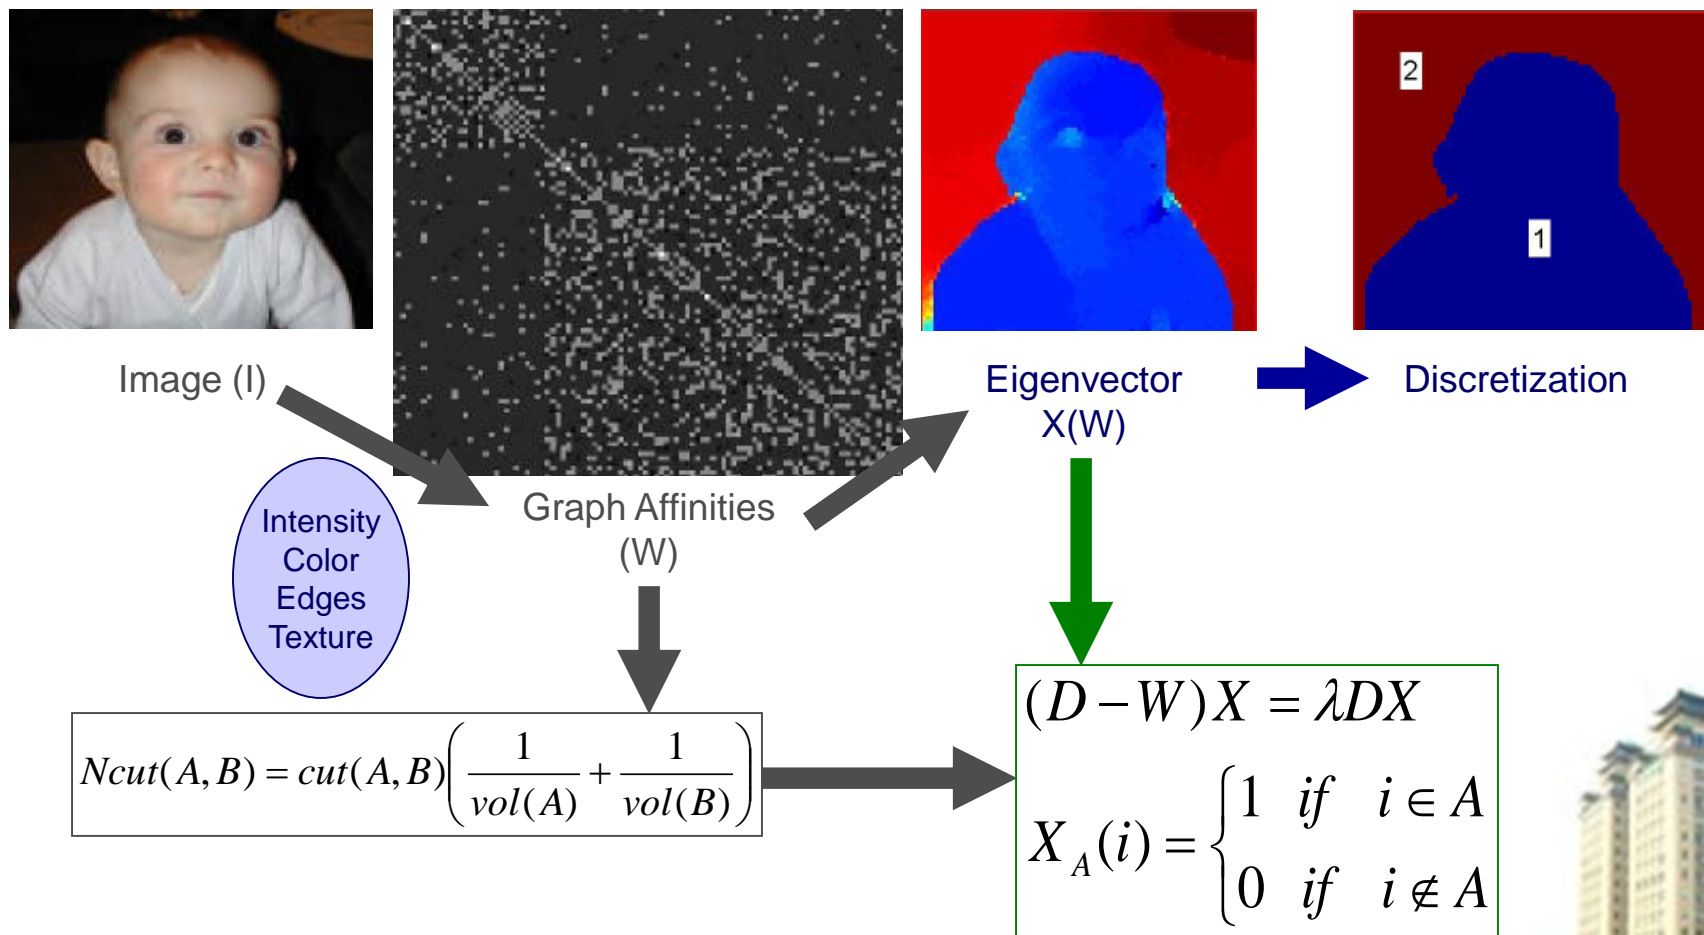 2
1
Image (I)
Eigenvector
X(W)
Discretization
Graph Affinities
(W)
Intensity
Color
Edges
Texture
Ncut(A, B) = cut(A, B)(1/vol(A) + 1/vol(B))
(D − W)X = λDX
X_A(i) = {1 if i ∈ A
0 if i ∉ A